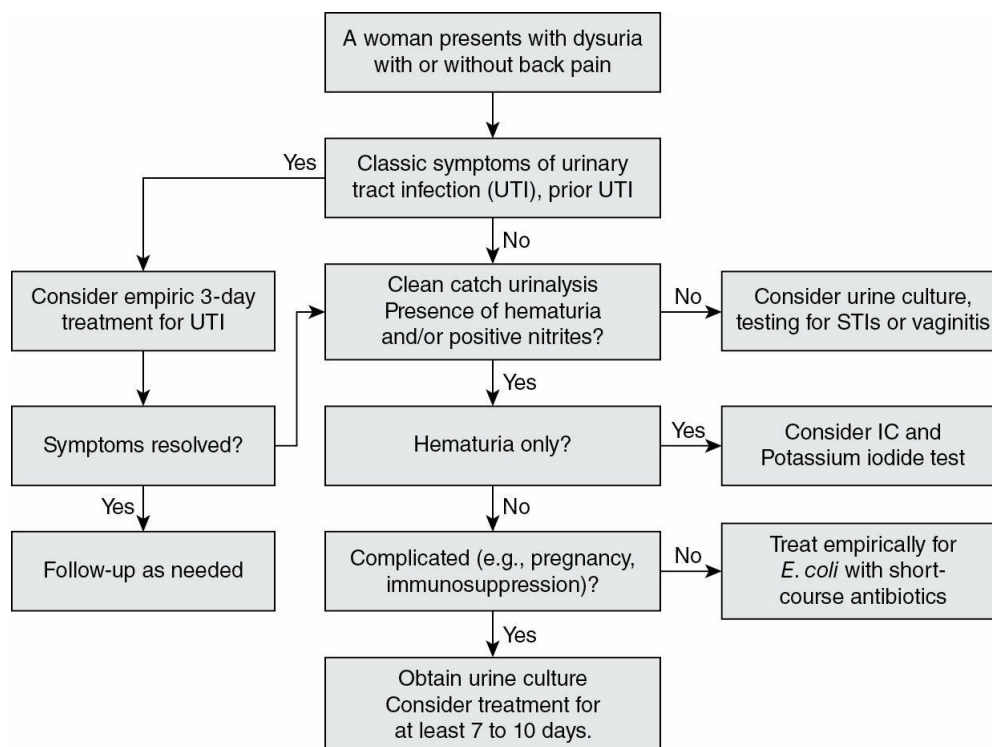 A woman presents with dysuria
with or without back pain
Yes
Classic symptoms of urinary
tract infection (UTI), prior UTI
No
Consider empiric 3-day
treatment for UTI
Clean catch urinalysis
Presence of hematuria
and/or positive nitrites?
No
Consider urine culture,
testing for STIs or vaginitis
Yes
Symptoms resolved?
Hematuria only?
Yes
Consider IC and
Potassium iodide test
Yes
No
Follow-up as needed
Complicated (e.g., pregnancy,
immunosuppression)?
No
Treat empirically for
E. coli with short-
course antibiotics
Yes
Obtain urine culture
Consider treatment for
at least 7 to 10 days.